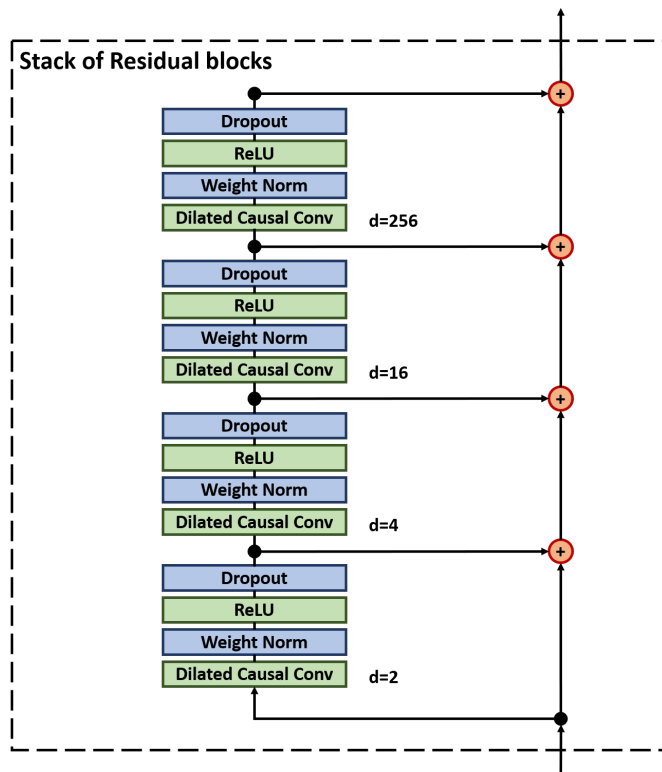 Stack of Residual blocks
+
Dropout
ReLU
Weight Norm
Dilated Causal Conv d=256
+
Dropout
ReLU
Weight Norm
Dilated Causal Conv d=16
+
Dropout
ReLU
Weight Norm
Dilated Causal Conv d=4
+
Dropout
ReLU
Weight Norm
Dilated Causal Conv d=2